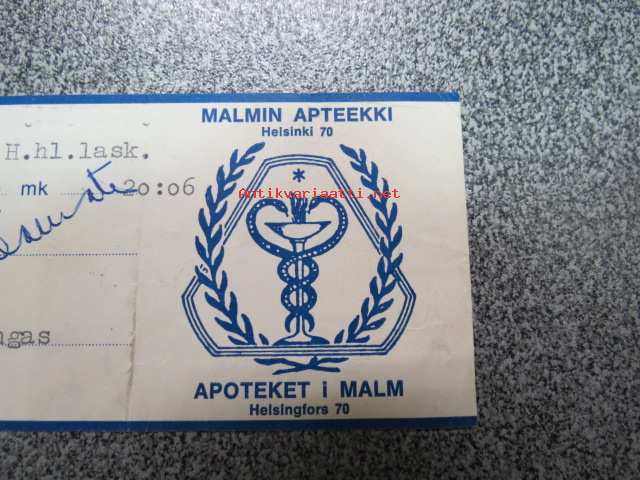 MALMIN APTEEKKI
Helsinki 70
H.hl.lask.
mk 20:06
Antikvariaatti.net
ngas
APOTEKET i MALM
Helsingfors 70